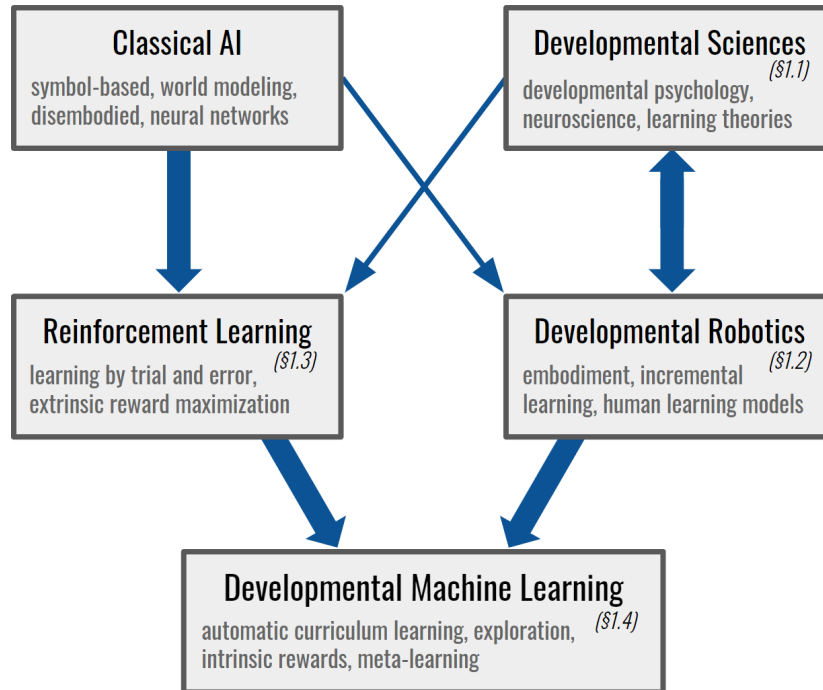 Classical AI
symbol-based, world modeling,
disembodied, neural networks
Developmental Sciences
(§1.1)
developmental psychology,
neuroscience, learning theories
Reinforcement Learning
(§1.3)
learning by trial and error,
extrinsic reward maximization
Developmental Robotics
(§1.2)
embodiment, incremental
learning, human learning models
Developmental Machine Learning
(§1.4)
automatic curriculum learning, exploration,
intrinsic rewards, meta-learning